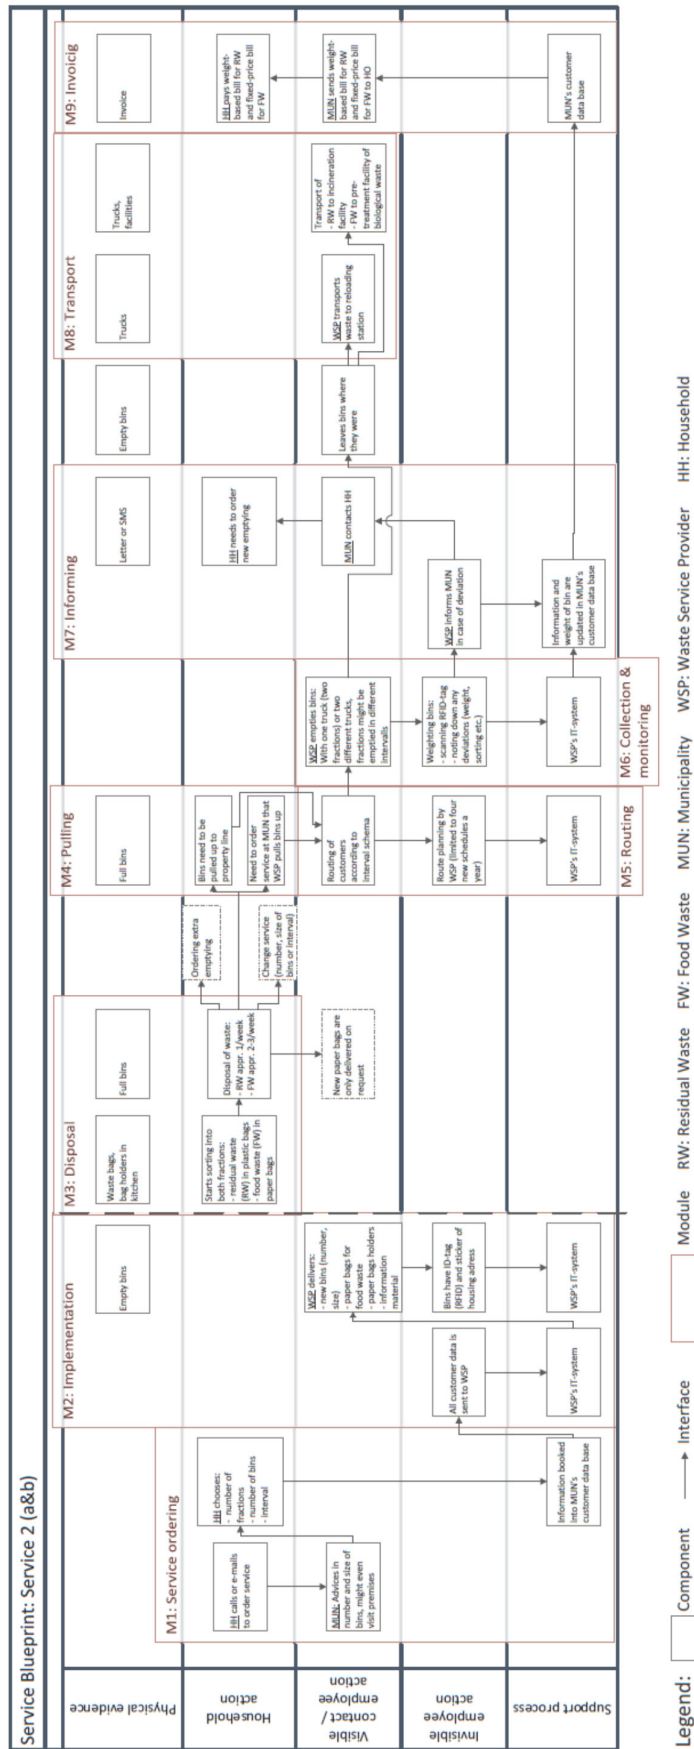 Service Blueprint: Service 2 (a&b)
Physical evidence
Household
action
Visible
contact /
employee
action
Invisible
employee
action
Support process
M1: Service ordering
HH calls or e-mails
to order service
MUN: Advices in
number and size of
bins, might even
visit premises
HH chooses:
- number of
fractions
- number of bins
- interval
Information booked
into MUN's
customer data base
M2: Implementation
Empty bins
All customer data is
sent to WSP
WSP's IT-system
WSP delivers:
- new bins (number,
size)
- paper bags for
food waste
- paper bags holders
- information
material
Bins have ID-tag
(RFID) and sticker of
housing adress
WSP's IT-system
M3: Disposal
Waste bags,
bag holders in
kitchen
Full bins
Starts sorting into
both fractions:
- residual waste
(RW) in plastic bags
- food waste (FW) in
paper bags
Disposal of waste:
- RW appr. 1/week
- FW appr. 2-3/week
New paper bags are
only delivered on
request
Ordering extra
emptying
Change service
(number, size of
bins or interval)
M4: Pulling
Full bins
Bins need to be
pulled up to
property line
Need to order
service at MUN that
WSP pulls bins up
Routing of
customers
according to
interval schema
Route planning by
WSP (limited to four
new schedules a
year)
WSP's IT-system
M5: Routing
WSP empties bins:
With one truck (two
fractions) or two
different trucks,
fractions might be
emptied in different
intervalls
Weighting bins:
- scanning RFID-tag
- noting down any
deviations (weight,
sorting etc.)
WSP's IT-system
M6: Collection &
monitoring
M7: Informing
Letter or SMS
HH needs to order
new emptying
MUN contacts HH
WSP informs MUN
in case of deviation
Information and
weight of bin are
updated in MUN's
customer data base
Empty bins
Leaves bins where
they were
M8: Transport
Trucks
Trucks,
facilities
WSP transports
waste to reloading
station
Transport of
- RW to incineration
facility
- FW to pre-
treatment facility of
biological waste
M9: Invoicig
Invoice
HH pays weight-
based bill for RW
and fixed-price bill
for FW
MUN sends weight-
based bill for RW
and fixed-price bill
for FW to HO
MUN's customer
data base
Legend: Component Interface Module RW: Residual Waste FW: Food Waste MUN: Municipality WSP: Waste Service Provider HH: Household